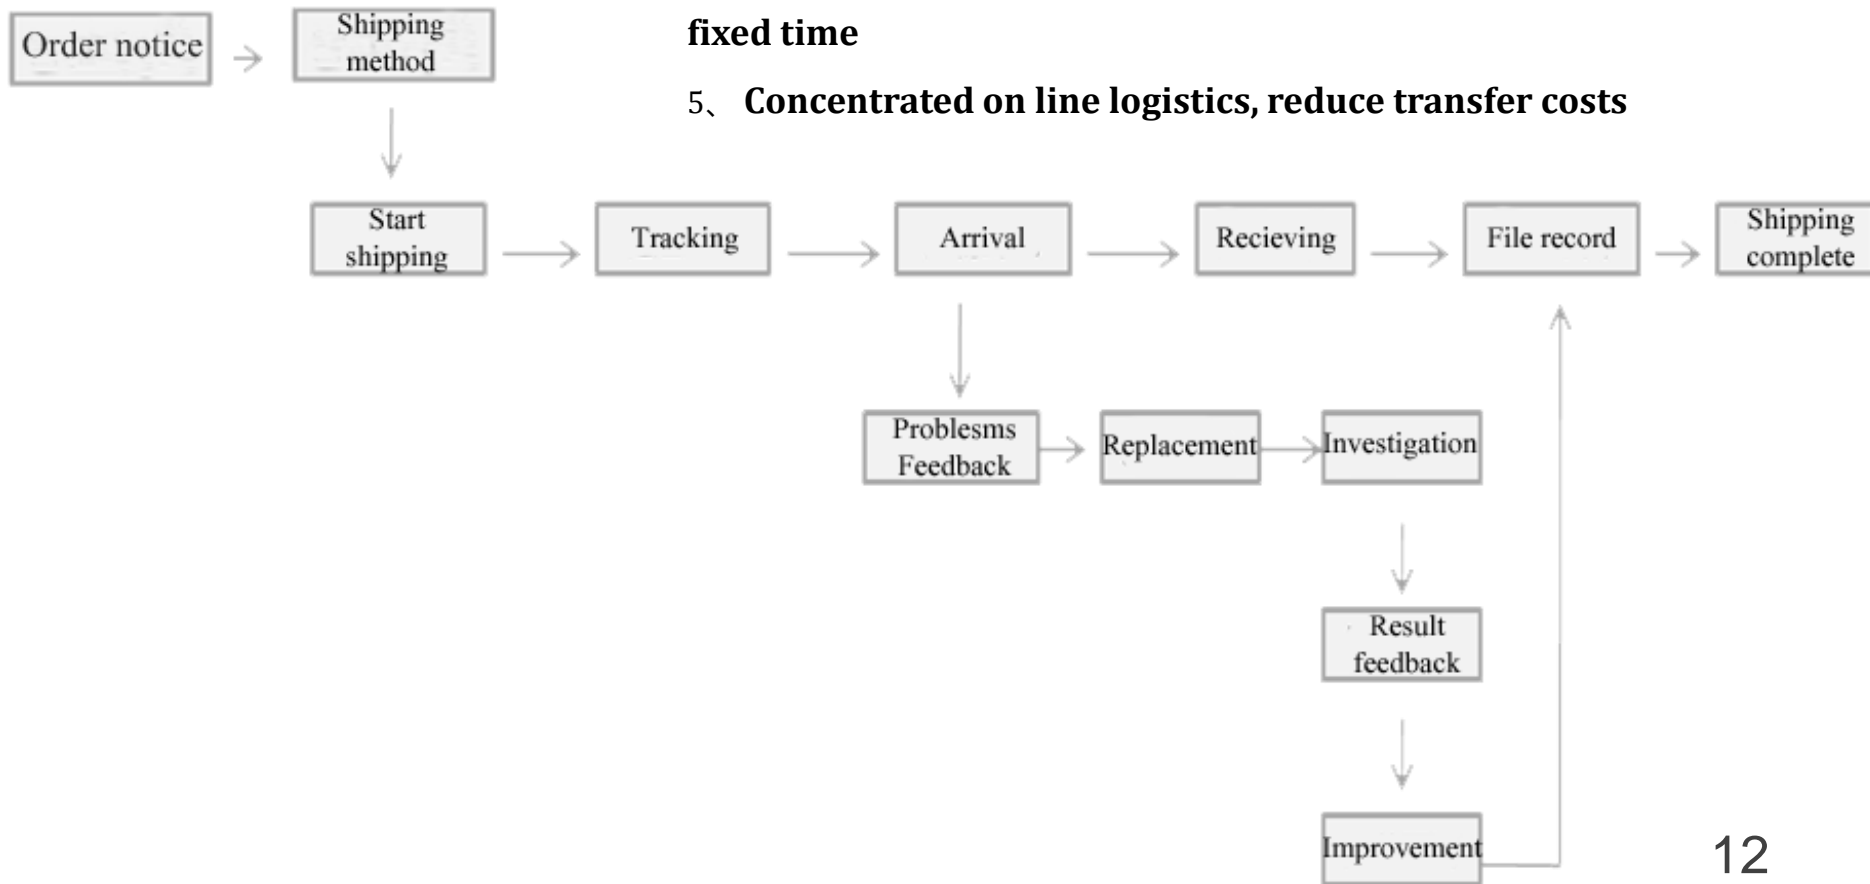 Order notice
Shipping
method
fixed time
5、 Concentrated on line logistics, reduce transfer costs
Start
shipping
Tracking
Arrival
Recieving
File record
Shipping
complete
Problesms
Feedback
Replacement
Investigation
Result
feedback
Improvement
12